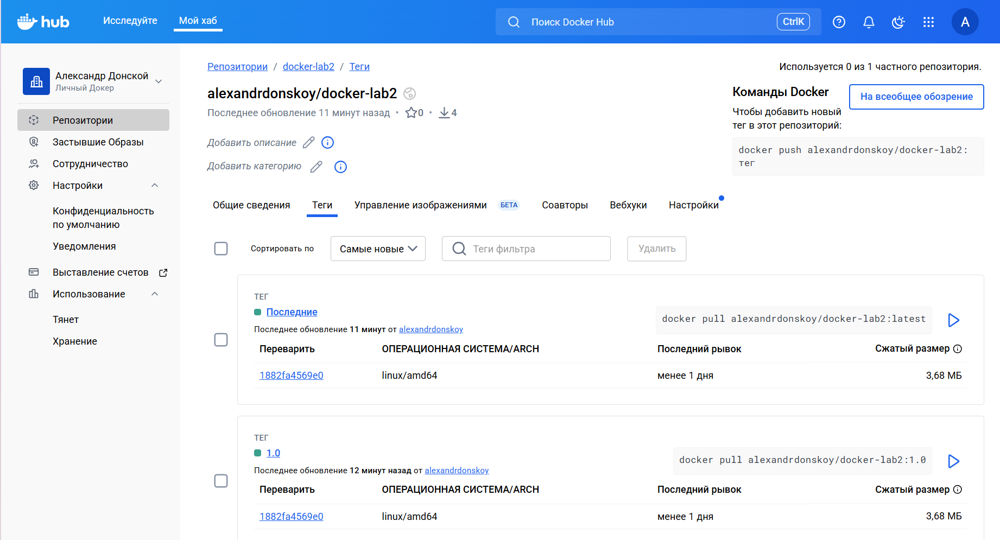 hub
Исследуйте
Мой хаб
Поиск Docker Hub
CtrlK
A
Александр Донской
Личный Докер
Репозитории
Застывшие Образы
Сотрудничество
Настройки
Конфиденциальность
по умолчанию
Уведомления
Выставление счетов
Использование
Тянет
Хранение
Репозитории / docker-lab2 / Теги
Используется 0 из 1 частного репозитория.
alexandrdonskoy/docker-lab2
Последнее обновление 11 минут назад • 0 • 4
Добавить описание
Добавить категорию
Команды Docker
На всеобщее обозрение
Чтобы добавить новый
тег в этот репозиторий:
docker push alexandrdonskoy/docker-lab2:
тег
Общие сведения
Теги
Управление изображениями
БЕТА
Соавторы
Вебхуки
Настройки
Сортировать по
Самые новые
Теги фильтра
Удалить
ТЕГ
Последние
Последнее обновление 11 минут от alexandrdonskoy
docker pull alexandrdonskoy/docker-lab2:latest
Переварить ОПЕРАЦИОННАЯ СИСТЕМА/ARCH Последний рывок Сжатый размер
1882fa4569e0 linux/amd64 менее 1 дня 3,68 МБ
ТЕГ
1.0
Последнее обновление 12 минут назад от alexandrdonskoy
docker pull alexandrdonskoy/docker-lab2:1.0
Переварить ОПЕРАЦИОННАЯ СИСТЕМА/ARCH Последний рывок Сжатый размер
1882fa4569e0 linux/amd64 менее 1 дня 3,68 МБ